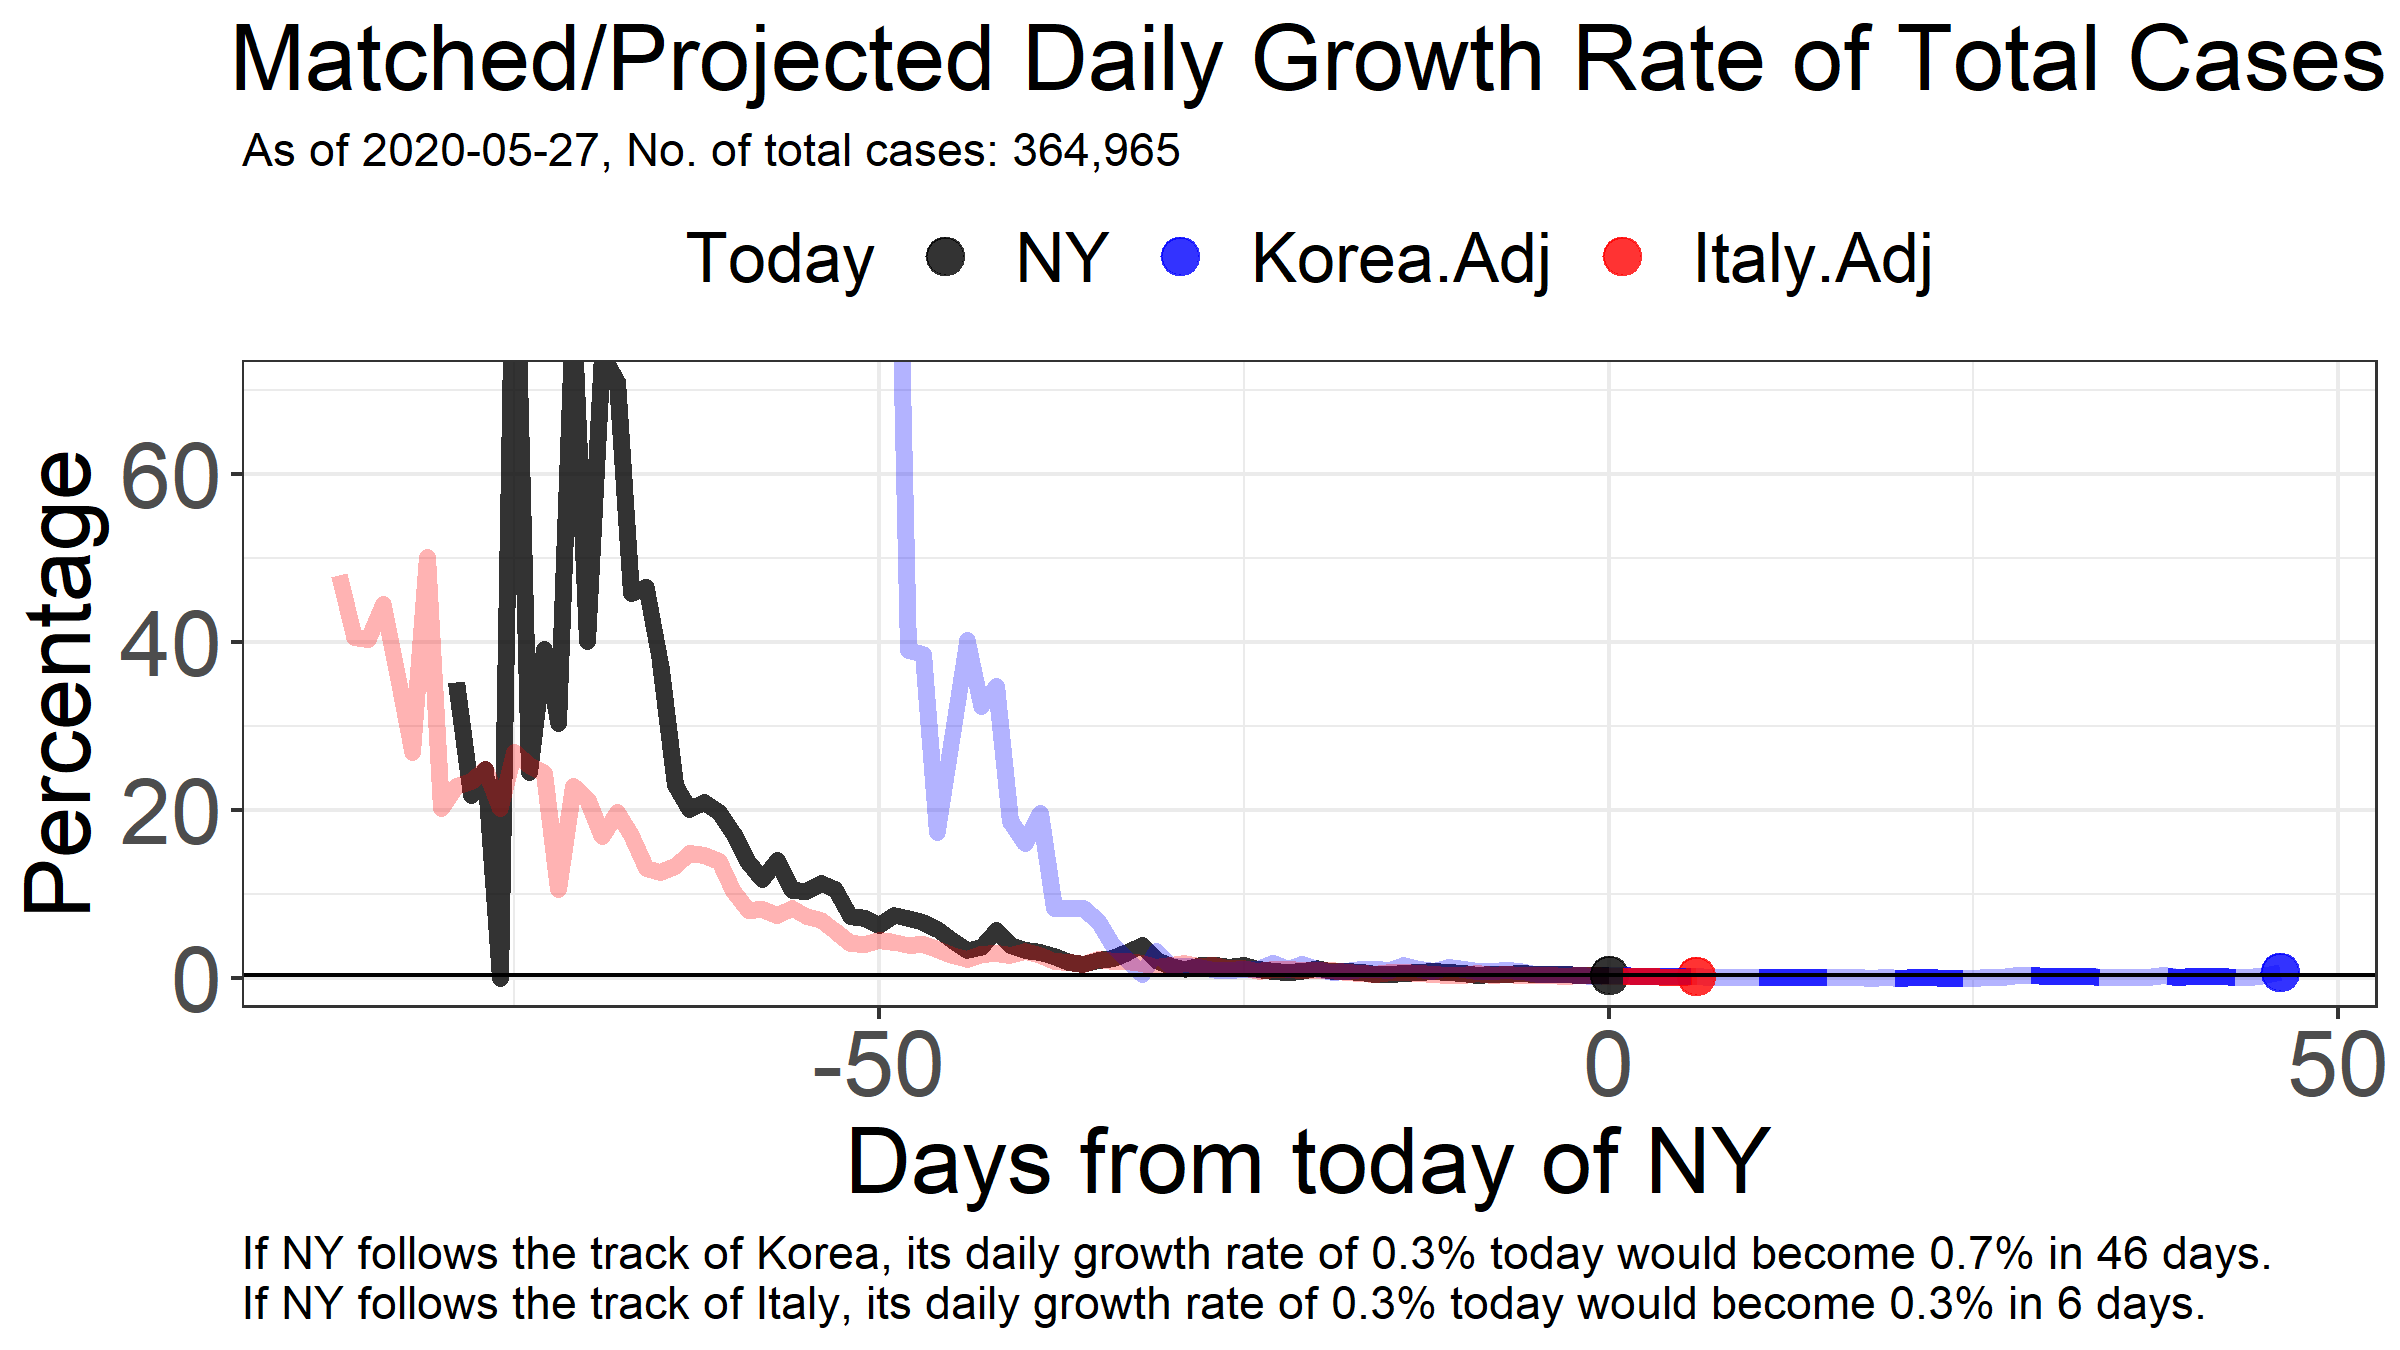 Matched/Projected Daily Growth Rate of Total Cases
As of 2020-05-27, No. of total cases: 364,965
Today NY Korea.Adj Italy.Adj
Percentage
60
40
20
0
-50 0 50
Days from today of NY
If NY follows the track of Korea, its daily growth rate of 0.3% today would become 0.7% in 46 days.
If NY follows the track of Italy, its daily growth rate of 0.3% today would become 0.3% in 6 days.